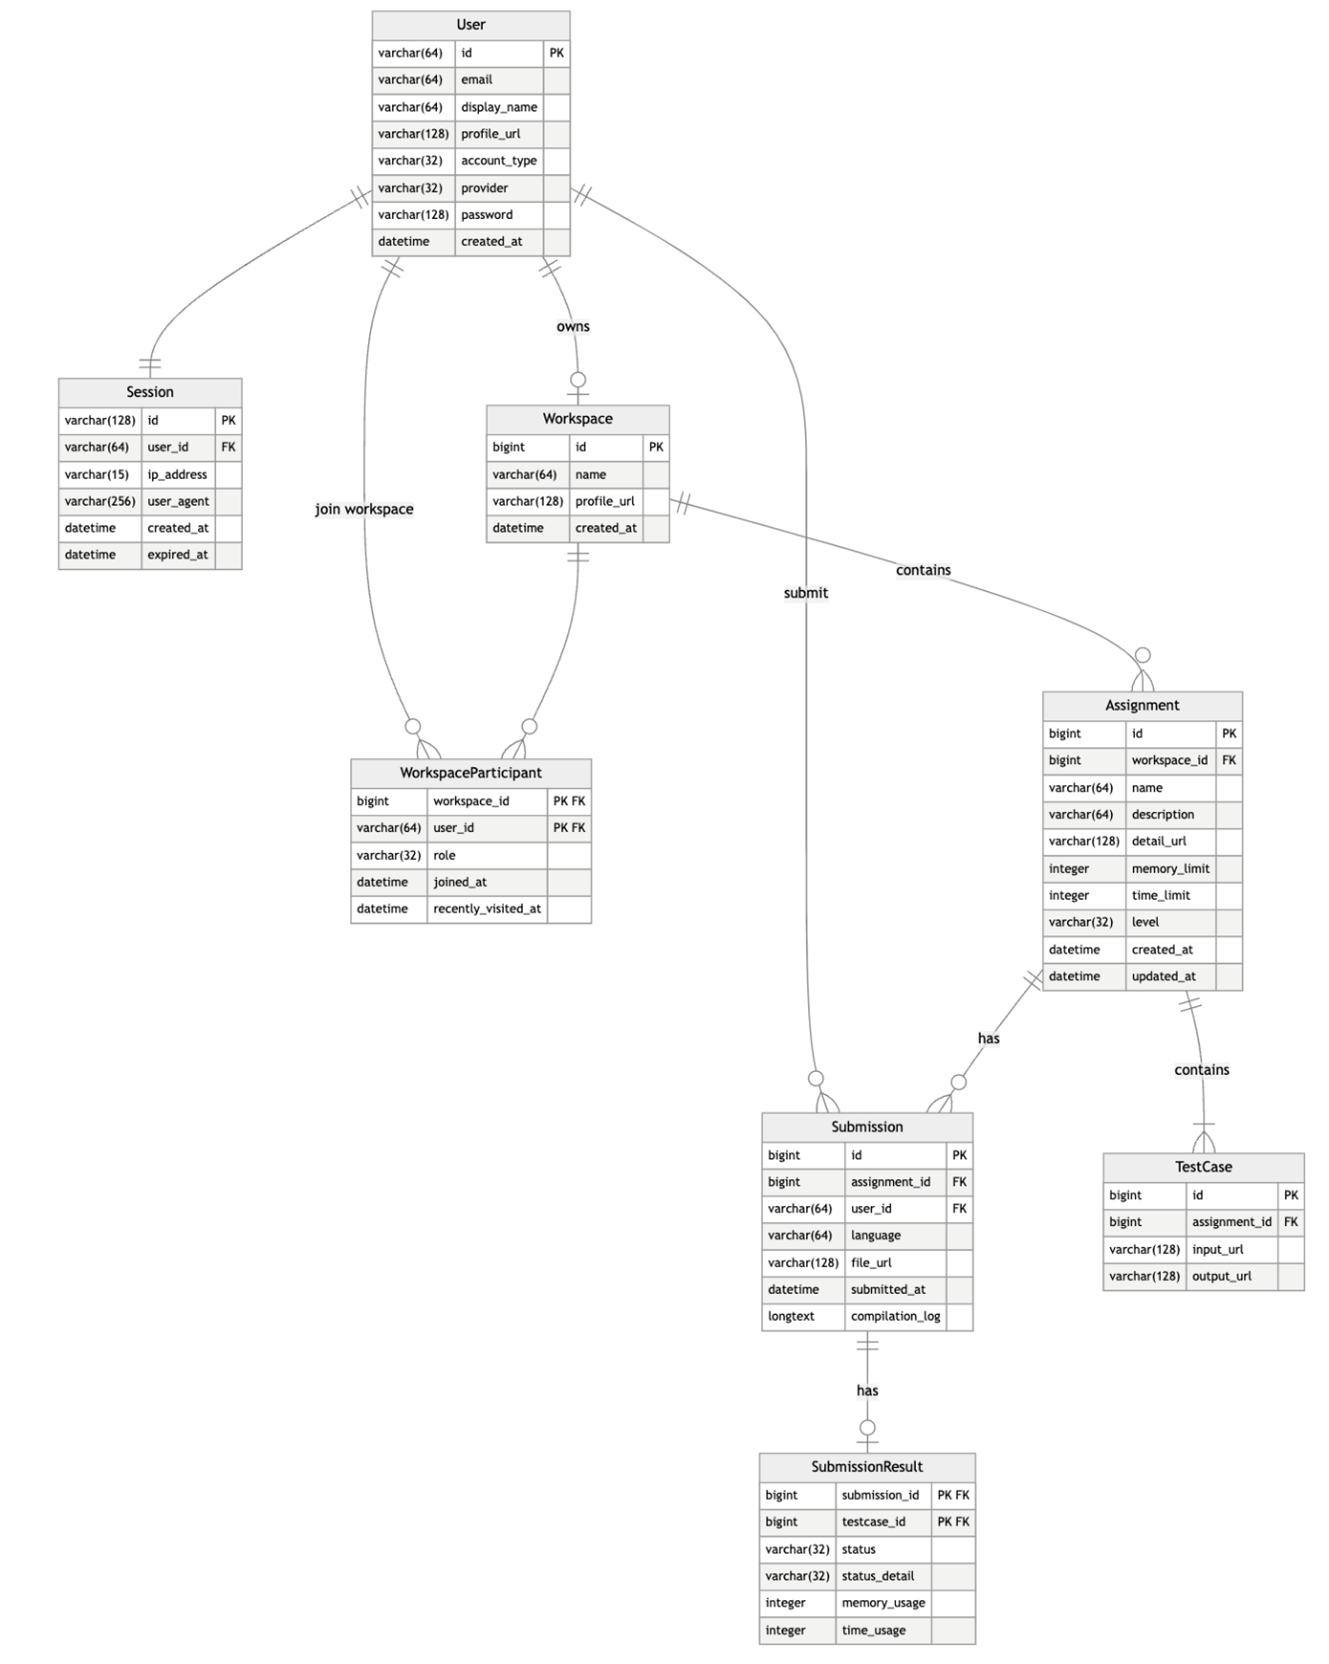 User
varchar(64) id PK
varchar(64) email
varchar(64) display_name
varchar(128) profile_url
varchar(32) account_type
varchar(32) provider
varchar(128) password
datetime created_at
owns
Session
varchar(128) id PK
varchar(64) user_id FK
varchar(15) ip_address
varchar(256) user_agent
datetime created_at
datetime expired_at
Workspace
bigint id PK
varchar(64) name
varchar(128) profile_url
datetime created_at
join workspace
contains
submit
WorkspaceParticipant
bigint workspace_id PK FK
varchar(64) user_id PK FK
varchar(32) role
datetime joined_at
datetime recently_visited_at
Assignment
bigint id PK
bigint workspace_id FK
varchar(64) name
varchar(64) description
varchar(128) detail_url
integer memory_limit
integer time_limit
varchar(32) level
datetime created_at
datetime updated_at
has
contains
Submission
bigint id PK
bigint assignment_id FK
varchar(64) user_id FK
varchar(64) language
varchar(128) file_url
datetime submitted_at
longtext compilation_log
TestCase
bigint id PK
bigint assignment_id FK
varchar(128) input_url
varchar(128) output_url
has
SubmissionResult
bigint submission_id PK FK
bigint testcase_id PK FK
varchar(32) status
varchar(32) status_detail
integer memory_usage
integer time_usage